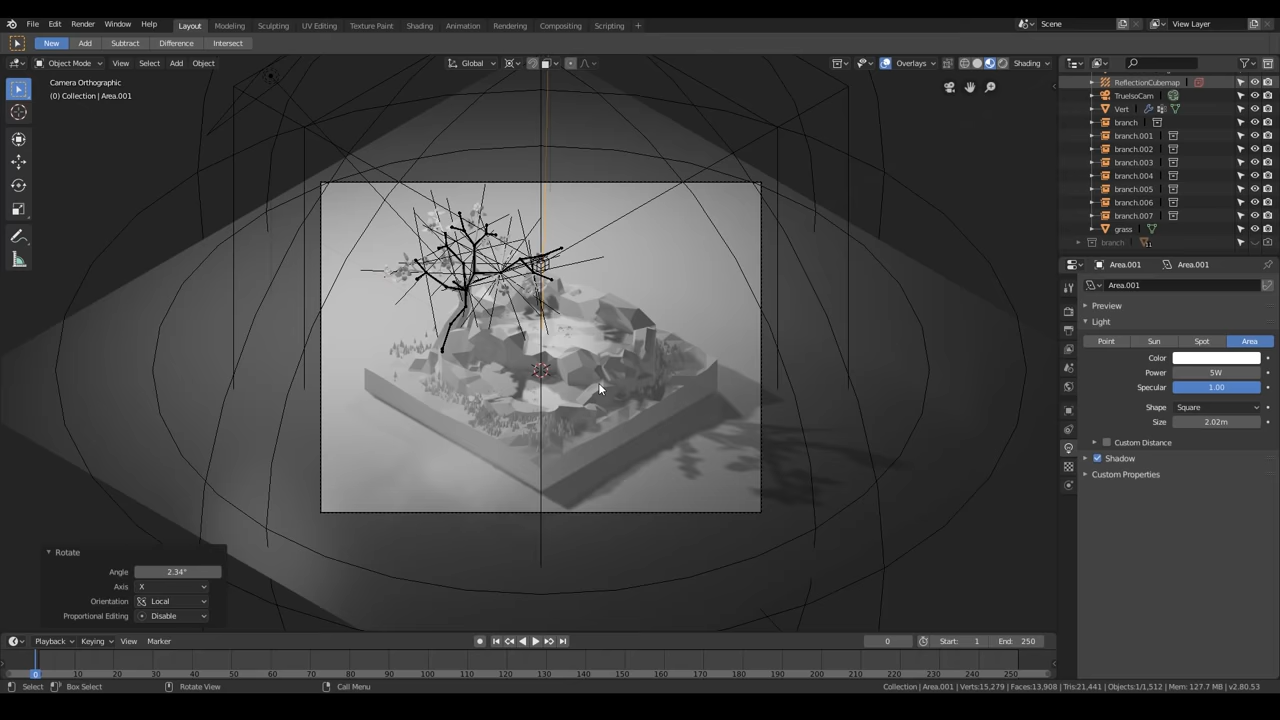 File Edit Render Window Help Layout Modeling Sculpting UV Editing Texture Paint Shading Animation Rendering Compositing Scripting + Scene View Layer
New Add Subtract Difference Intersect
Object Mode View Select Add Object Global Overlays Shading
Camera Orthographic
(0) Collection | Area.001
ReflectionCubemap
TrueIsoCam
Vert
branch
branch.001
branch.002
branch.003
branch.004
branch.005
branch.006
branch.007
grass
branch
Area.001 Area.001
Area.001
Preview
Light
Point Sun Spot Area
Color
Power 5W
Specular 1.00
Shape Square
Size 2.02m
Custom Distance
Shadow
Custom Properties
Rotate
Angle 2.34°
Axis X
Orientation Local
Proportional Editing Disable
Playback Keying View Marker 0 Start: 1 End: 250
0 10 20 30 40 50 60 70 80 90 100 110 120 130 140 150 160 170 180 190 200 210 220 230 240 250
Select Box Select Rotate View Call Menu Collection | Area.001 | Verts:15,279 | Faces:13,908 | Tris:21,441 | Objects:1/1,512 | Mem: 127.7 MB | v2.80.53